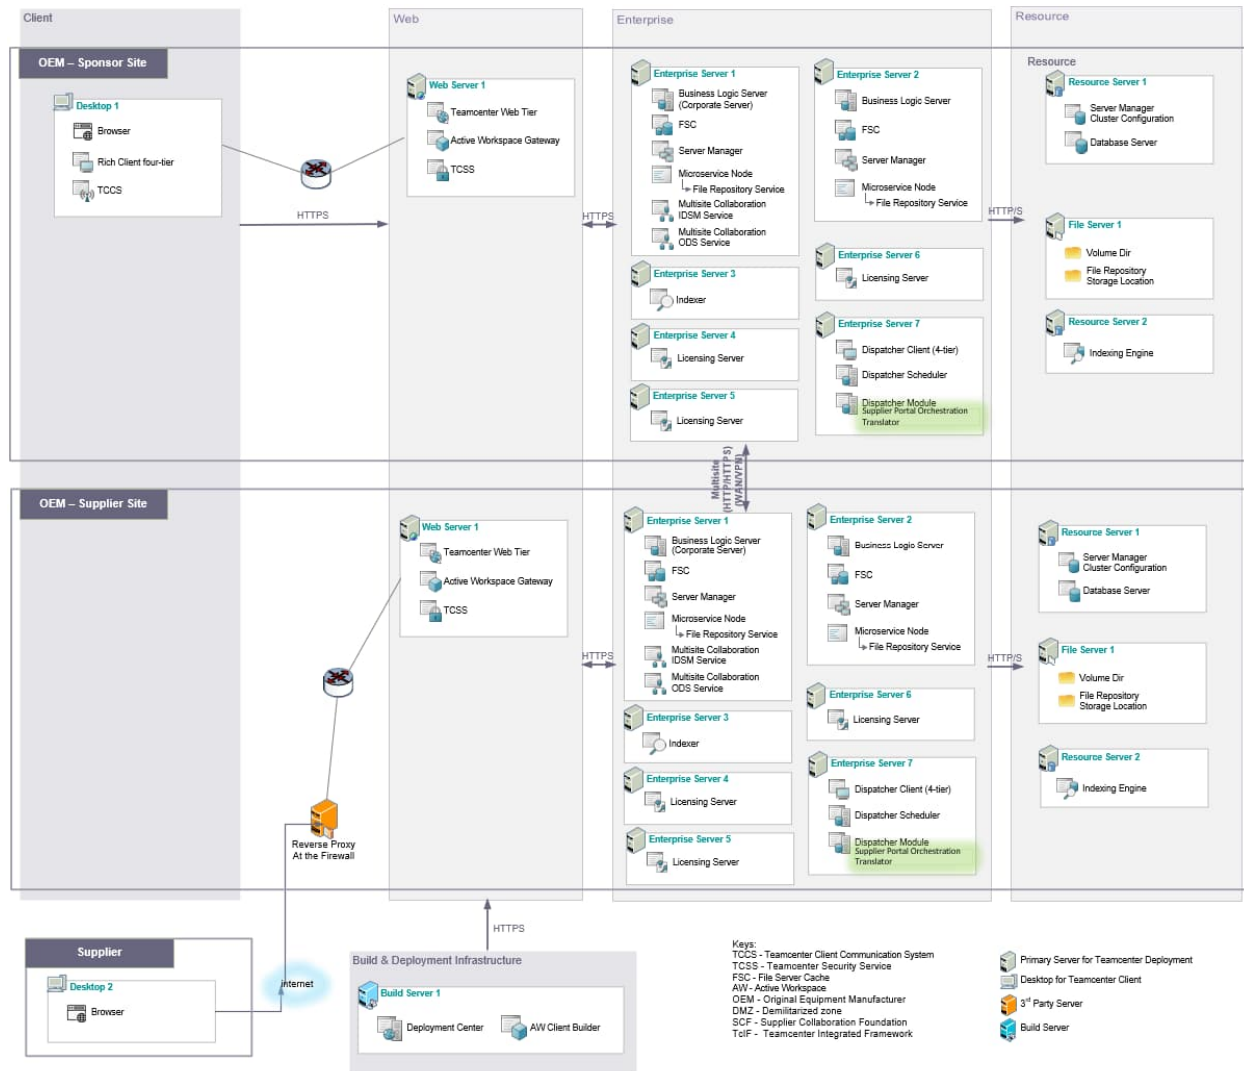 Client
Web
Enterprise
Resource
OEM – Sponsor Site
Desktop 1
Browser
Rich Client four-tier
TCCS
HTTPS
Web Server 1
Teamcenter Web Tier
Active Workspace Gateway
TCSS
HTTPS
Enterprise Server 1
Business Logic Server
(Corporate Server)
FSC
Server Manager
Microservice Node
File Repository Service
Multisite Collaboration
IDSM Service
Multisite Collaboration
ODS Service
Enterprise Server 3
Indexer
Enterprise Server 4
Licensing Server
Enterprise Server 5
Licensing Server
Enterprise Server 2
Business Logic Server
FSC
Server Manager
Microservice Node
File Repository Service
Enterprise Server 6
Licensing Server
Enterprise Server 7
Dispatcher Client (4-tier)
Dispatcher Scheduler
Dispatcher Module
Supplier Portal Orchestration
Translator
HTTP/S
Resource
Resource Server 1
Server Manager
Cluster Configuration
Database Server
File Server 1
Volume Dir
File Repository
Storage Location
Resource Server 2
Indexing Engine
Multisite
(HTTP/HTTPS)
(WAN/VPN)
OEM – Supplier Site
Web Server 1
Teamcenter Web Tier
Active Workspace Gateway
TCSS
HTTPS
Enterprise Server 1
Business Logic Server
(Corporate Server)
FSC
Server Manager
Microservice Node
File Repository Service
Multisite Collaboration
IDSM Service
Multisite Collaboration
ODS Service
Enterprise Server 3
Indexer
Enterprise Server 4
Licensing Server
Enterprise Server 5
Licensing Server
Enterprise Server 2
Business Logic Server
FSC
Server Manager
Microservice Node
File Repository Service
Enterprise Server 6
Licensing Server
Enterprise Server 7
Dispatcher Client (4-tier)
Dispatcher Scheduler
Dispatcher Module
Supplier Portal Orchestration
Translator
HTTP/S
Resource Server 1
Server Manager
Cluster Configuration
Database Server
File Server 1
Volume Dir
File Repository
Storage Location
Resource Server 2
Indexing Engine
Reverse Proxy
At the Firewall
HTTPS
Supplier
Desktop 2
Browser
internet
Build & Deployment Infrastructure
Build Server 1
Deployment Center
AW Client Builder
Keys:
TCCS - Teamcenter Client Communication System
TCSS - Teamcenter Security Service
FSC - File Server Cache
AW - Active Workspace
OEM - Original Equipment Manufacturer
DMZ - Demilitarized zone
SCF - Supplier Collaboration Foundation
TcIF - Teamcenter Integrated Framework
Primary Server for Teamcenter Deployment
Desktop for Teamcenter Client
3rd Party Server
Build Server